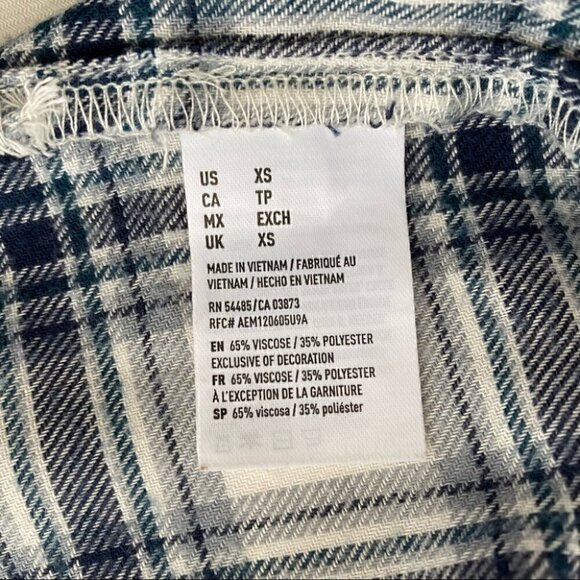 US XS
CA TP
MX EXCH
UK XS
MADE IN VIETNAM / FABRIQUÉ AU
VIETNAM / HECHO EN VIETNAM
RN 54485/CA 03873
RFC# AEM120605U9A
EN 65% VISCOSE / 35% POLYESTER
EXCLUSIVE OF DECORATION
FR 65% VISCOSE / 35% POLYESTER
À L'EXCEPTION DE LA GARNITURE
SP 65% viscosa / 35% poliéster